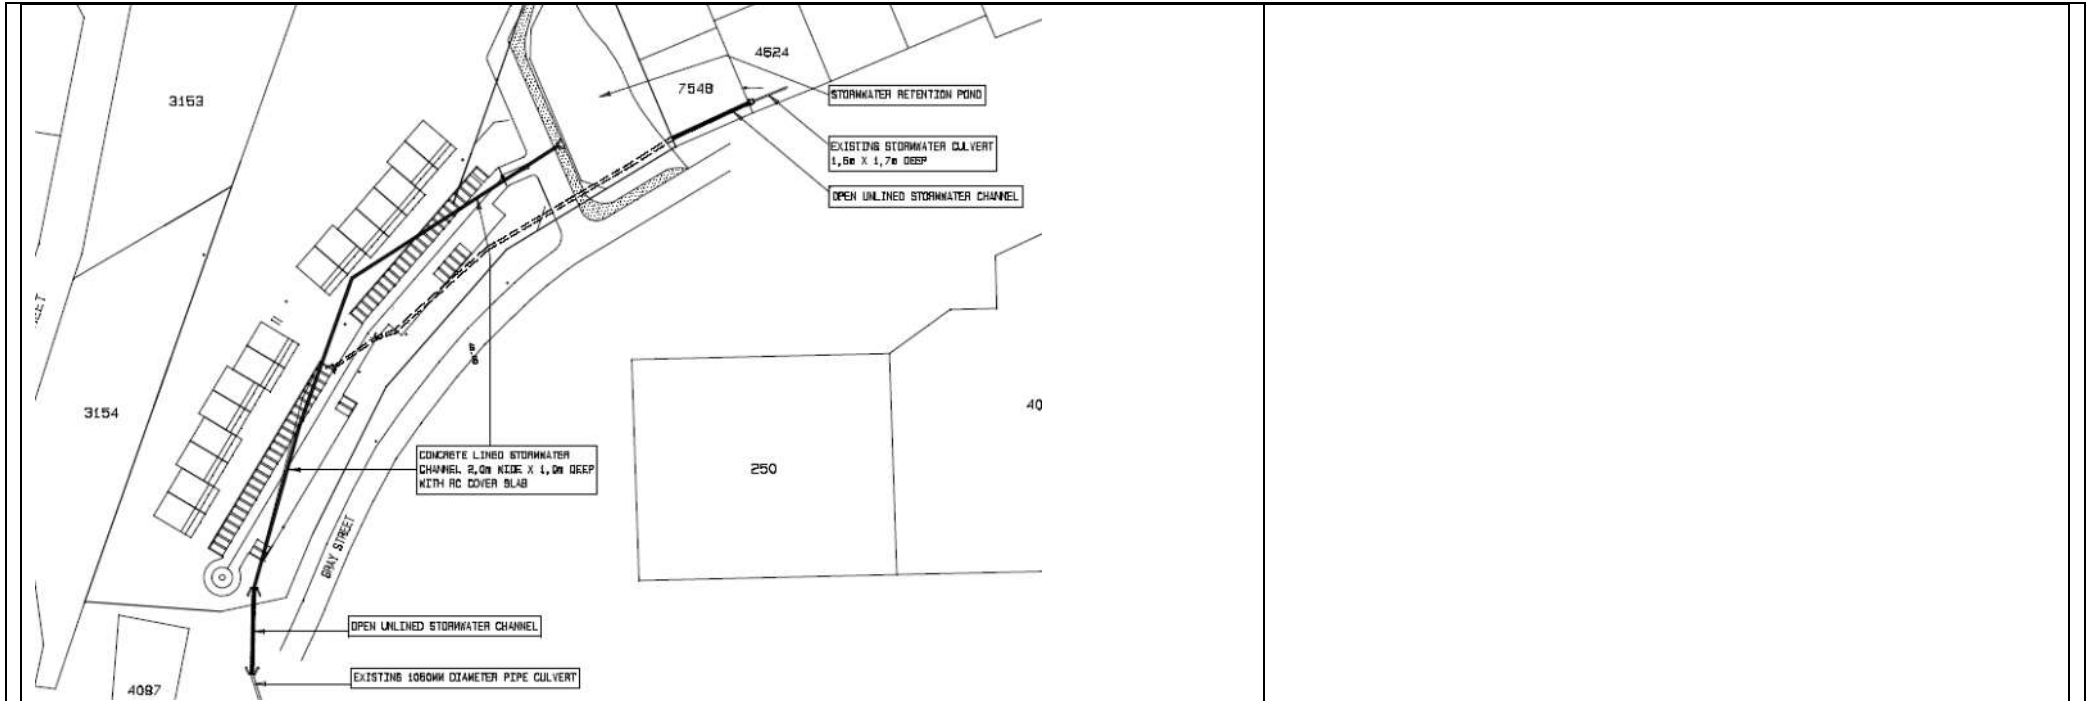 4624
3153
7548
STORMWATER RETENTION POND
EXISTING STORMWATER CULVERT
1,6m X 1,7m DEEP
OPEN UNLINED STORMWATER CHANNEL
3154
40
CONCRETE LINED STORMWATER
CHANNEL 2,0m WIDE X 1,0m DEEP
WITH RC COVER SLAB
250
GRAY STREET
OPEN UNLINED STORMWATER CHANNEL
EXISTING 1050MM DIAMETER PIPE CULVERT
4087